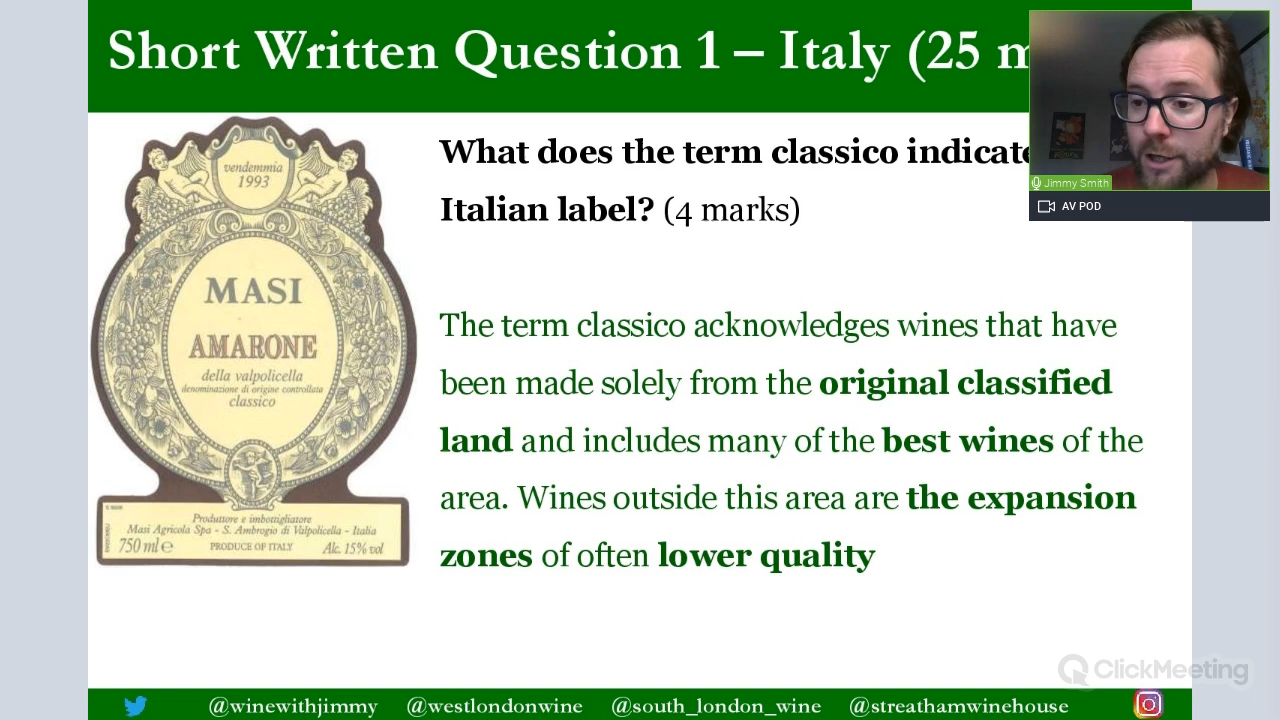 Short Written Question 1 – Italy (25 m
What does the term classico indicate
Italian label? (4 marks)
The term classico acknowledges wines that have
been made solely from the original classified
land and includes many of the best wines of the
area. Wines outside this area are the expansion
zones of often lower quality
vendemmia
1993
MASI
AMARONE
della valpolicella
denominazione di origine controllata
classico
Produttore e imbottigliatore
Masi Agricola Spa - S. Ambrogio di Valpolicella - Italia
750 ml e PRODUCE OF ITALY Alc. 15% vol
Jimmy Smith
AV POD
ClickMeeting
@winewithjimmy @westlondonwine @south_london_wine @streathamwinehouse